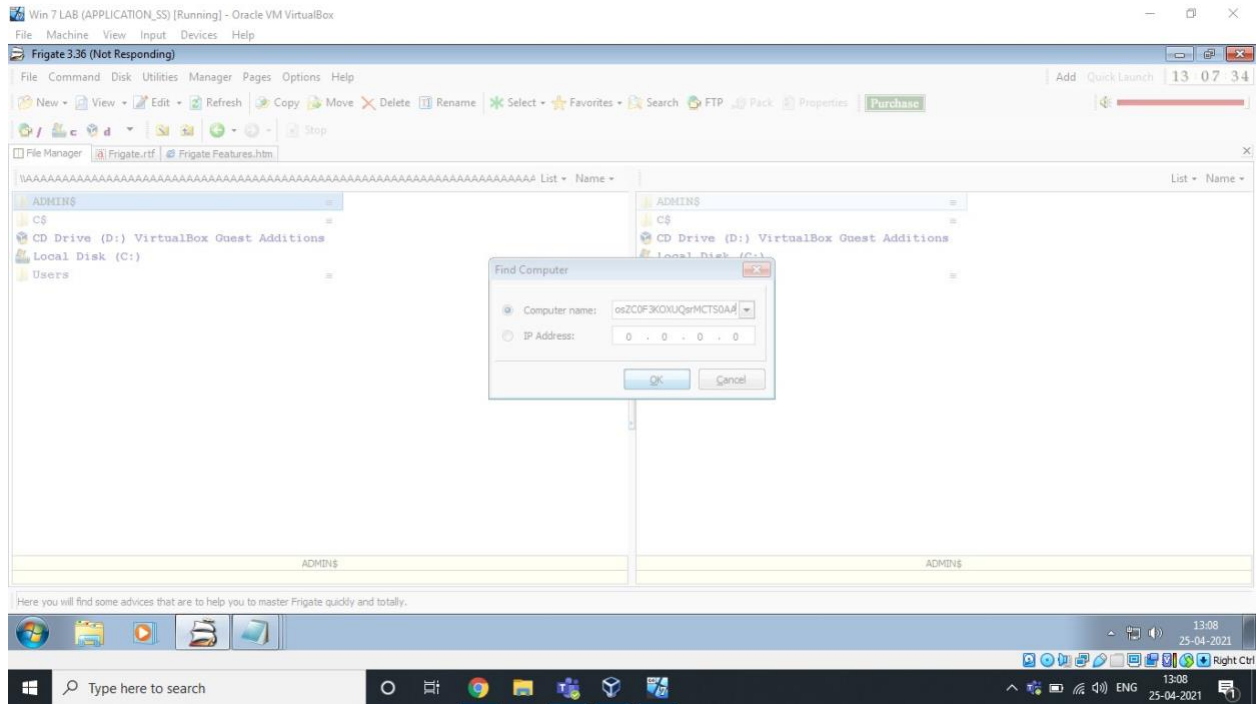 Win 7 LAB (APPLICATION_SS) [Running] - Oracle VM VirtualBox
File Machine View Input Devices Help
Frigate 3.36 (Not Responding)
File Command Disk Utilities Manager Pages Options Help Add Quick Launch 13 07 34
New View Edit Refresh Copy Move Delete Rename Select Favorites Search FTP Pack Properties Purchase
/ c d Stop
File Manager Frigate.rtf Frigate Features.htm
List Name List Name
ADMIN$ ADMIN$
C$ C$
CD Drive (D:) VirtualBox Guest Additions CD Drive (D:) VirtualBox Guest Additions
Local Disk (C:) Local Disk (C:)
Users
Find Computer
Computer name:
IP Address: 0 . 0 . 0 . 0
OK Cancel
ADMIN$ ADMIN$
Here you will find some advices that are to help you to master Frigate quickly and totally.
13:08
25-04-2021
Right Ctrl
Type here to search ENG 13:08
25-04-2021
1